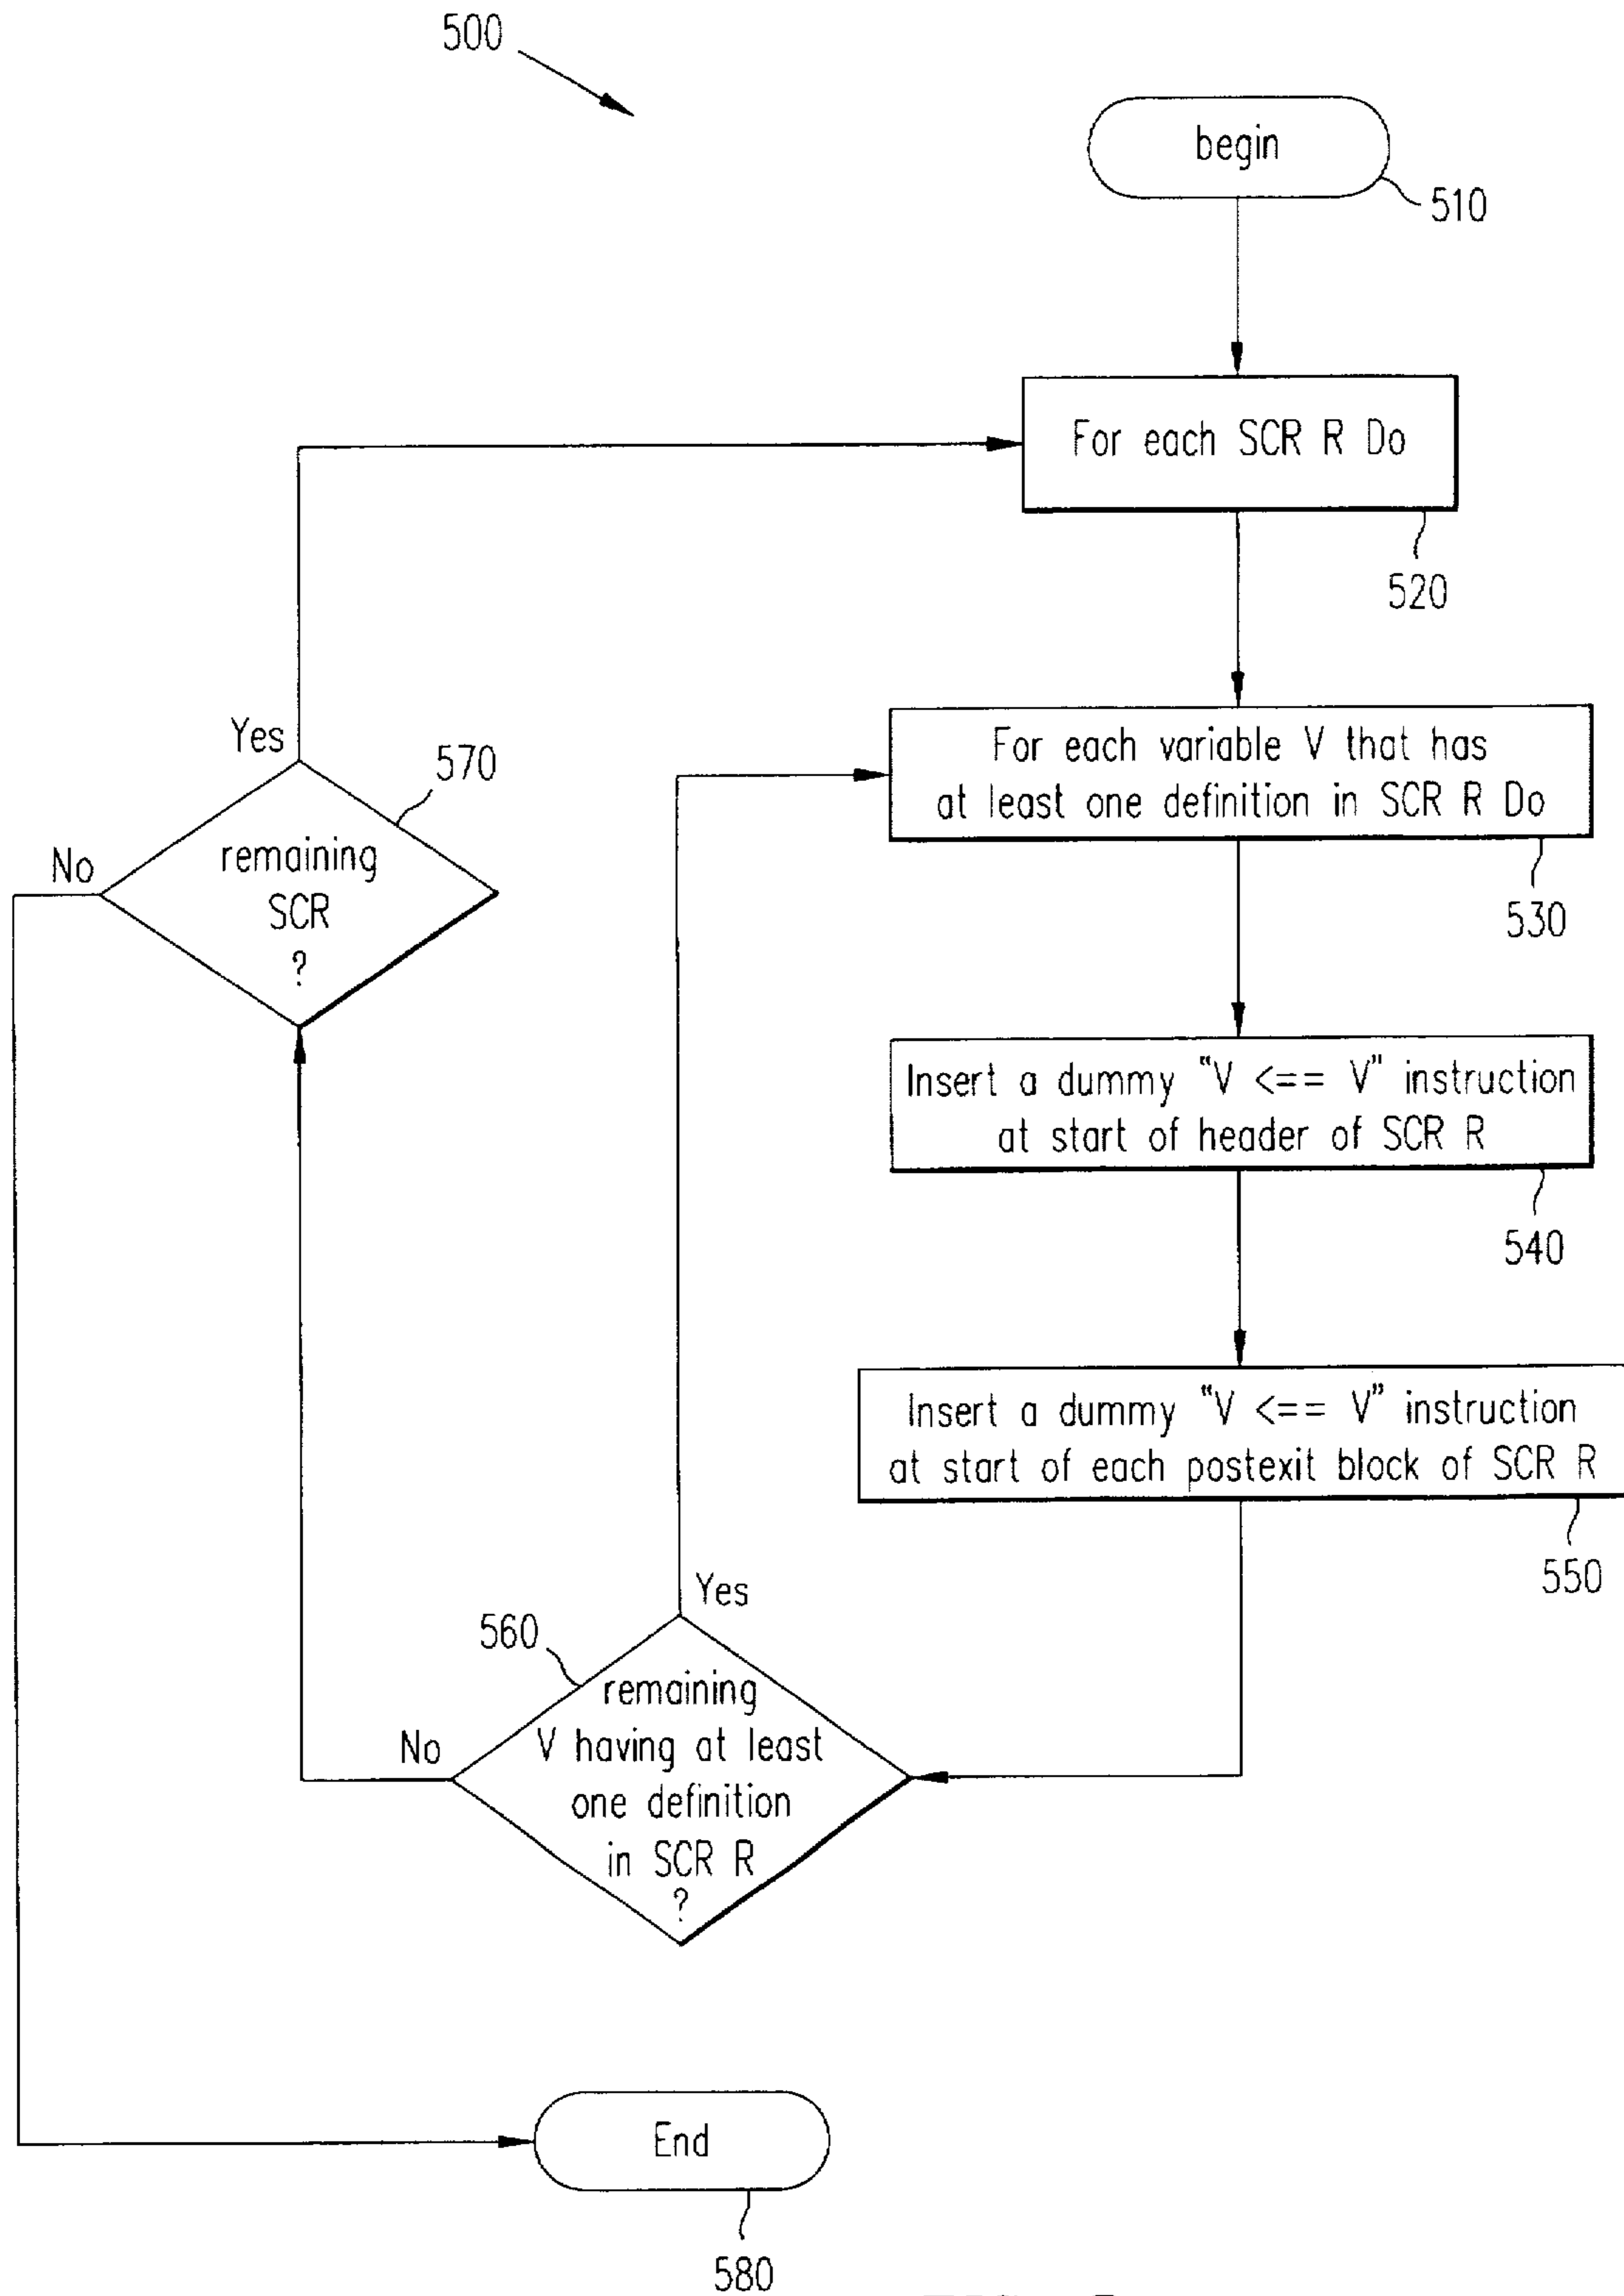 500
begin
510
For each SCR R Do
520
Yes
570
remaining
SCR
?
No
For each variable V that has
at least one definition in SCR R Do
530
Insert a dummy "V <== V" instruction
at start of header of SCR R
540
Insert a dummy "V <== V" instruction
at start of each postexit block of SCR R
550
Yes
560
remaining
V having at least
one definition
in SCR R
?
No
End
580